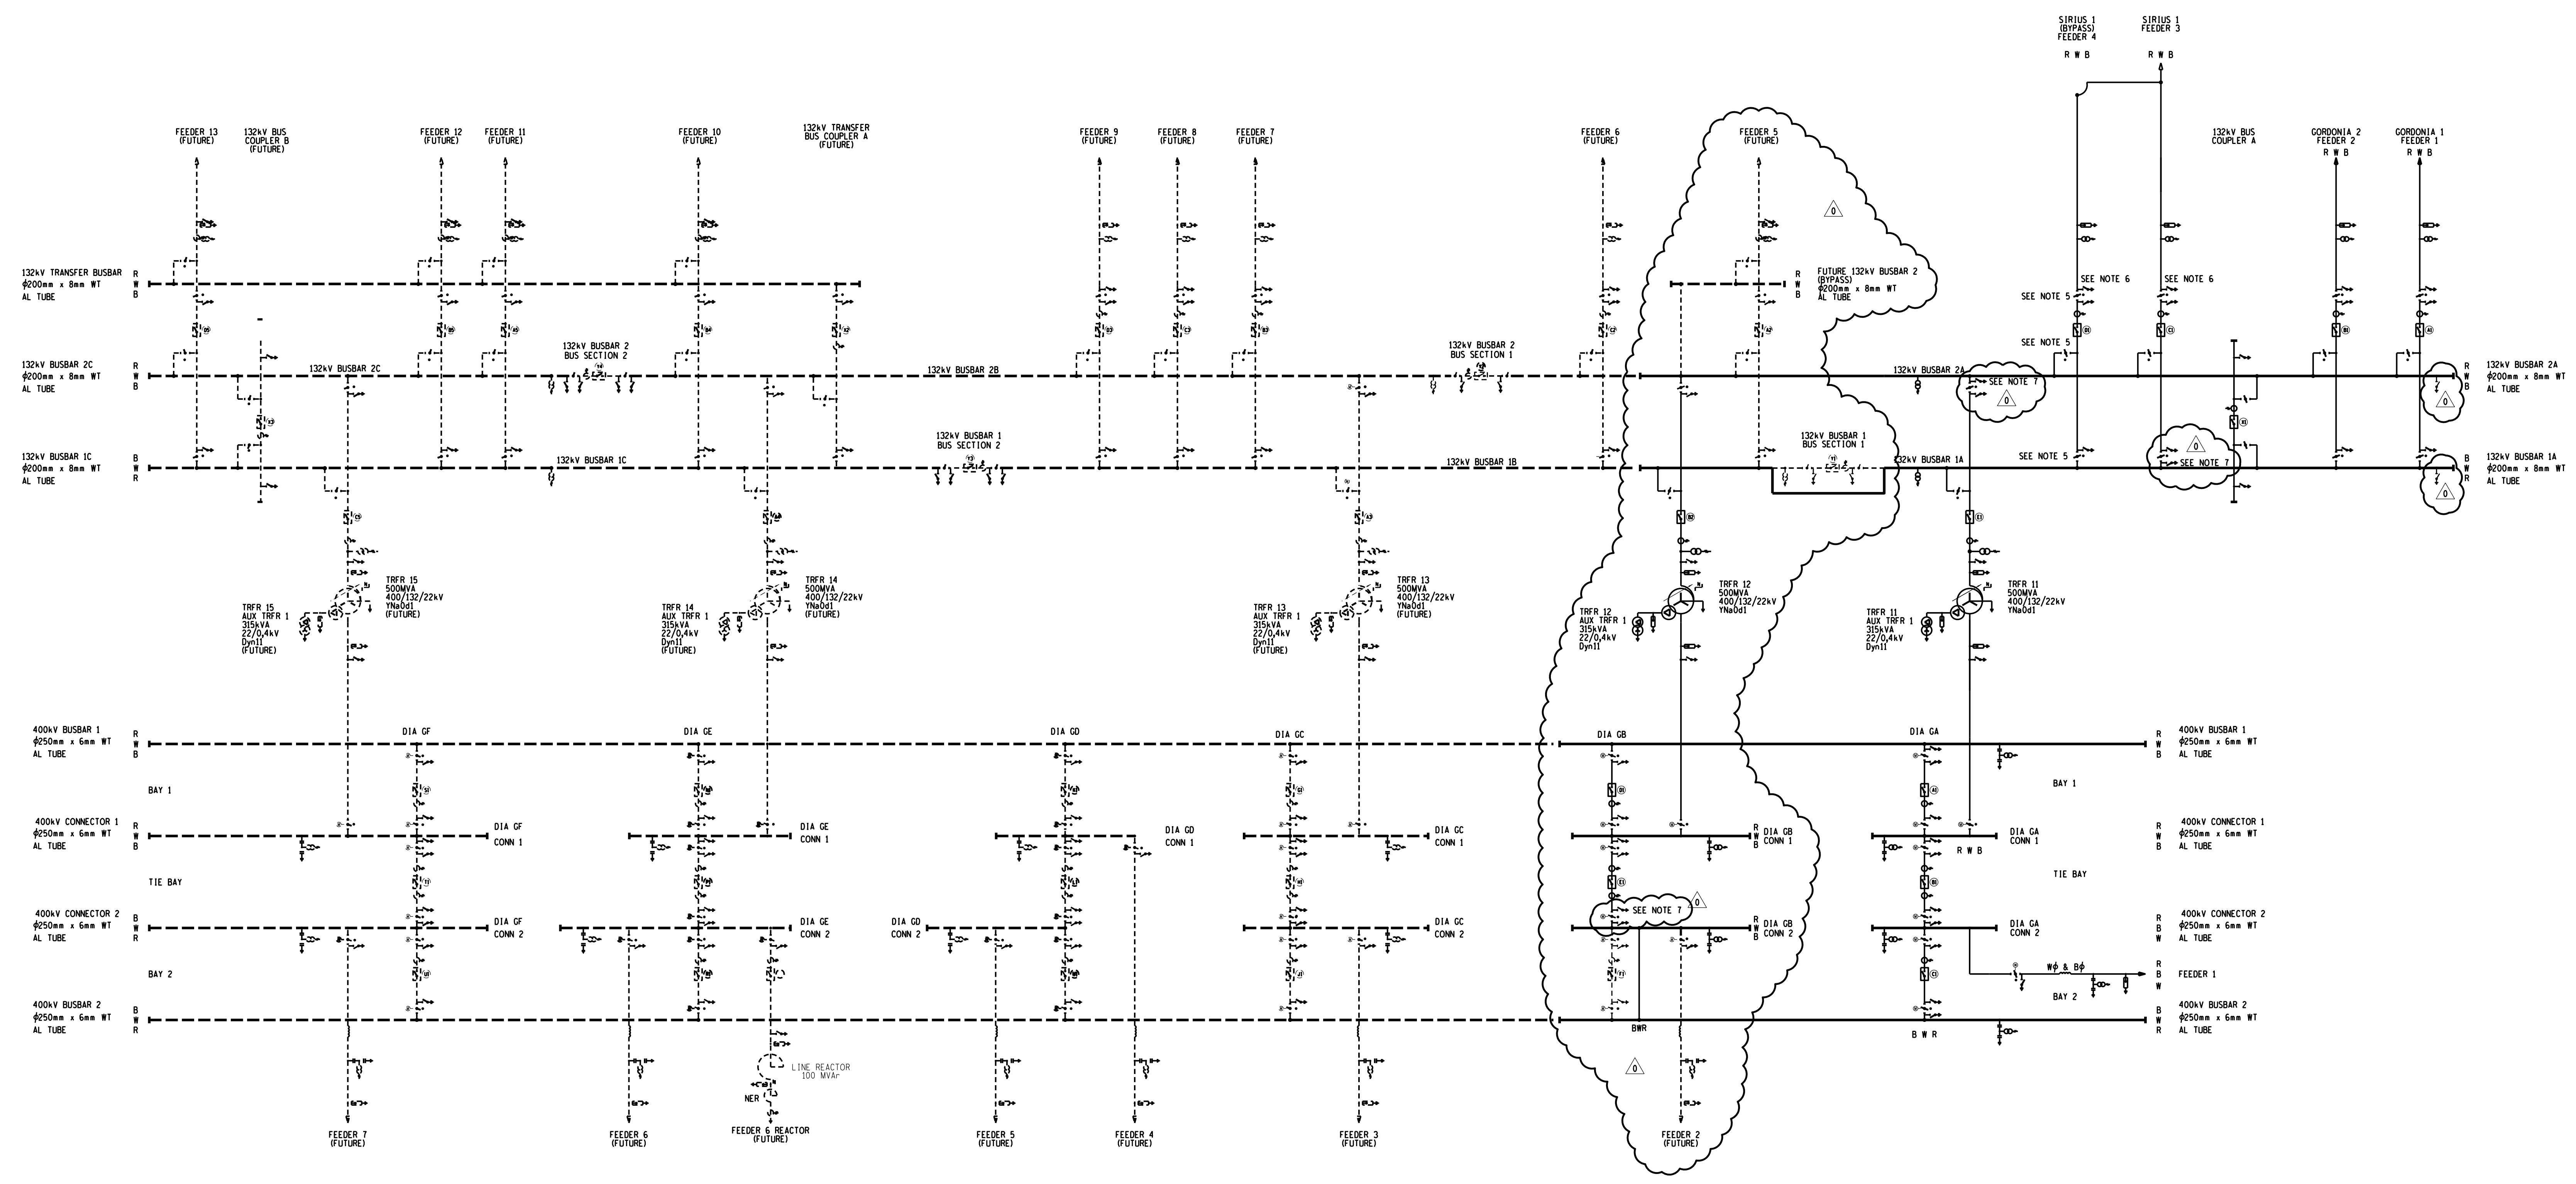 SIRIUS 1
(BYPASS)
FEEDER 4
R W B
SIRIUS 1
FEEDER 3
R W B
FEEDER 13
(FUTURE)
132kV BUS
COUPLER B
(FUTURE)
FEEDER 12
(FUTURE)
FEEDER 11
(FUTURE)
FEEDER 10
(FUTURE)
132kV TRANSFER
BUS COUPLER A
(FUTURE)
FEEDER 9
(FUTURE)
FEEDER 8
(FUTURE)
FEEDER 7
(FUTURE)
FEEDER 6
(FUTURE)
FEEDER 5
(FUTURE)
132kV BUS
COUPLER A
GORDONIA 2
FEEDER 2
R W B
GORDONIA 1
FEEDER 1
R W B
0
132kV TRANSFER BUSBAR
ϕ200mm x 8mm WT
AL TUBE
R
W
B
R
W
B
FUTURE 132kV BUSBAR 2
(BYPASS)
ϕ200mm x 8mm WT
AL TUBE
SEE NOTE 6
SEE NOTE 6
SEE NOTE 5
SEE NOTE 5
132kV BUSBAR 2
BUS SECTION 2
132kV BUSBAR 2
BUS SECTION 1
132kV BUSBAR 2C
ϕ200mm x 8mm WT
AL TUBE
R
W
B
132kV BUSBAR 2C
132kV BUSBAR 2B
132kV BUSBAR 2A
SEE NOTE 7
0
0
R
W
B
132kV BUSBAR 2A
ϕ200mm x 8mm WT
AL TUBE
132kV BUSBAR 1
BUS SECTION 2
132kV BUSBAR 1
BUS SECTION 1
132kV BUSBAR 1C
ϕ200mm x 8mm WT
AL TUBE
B
W
R
132kV BUSBAR 1C
132kV BUSBAR 1B
132kV BUSBAR 1A
SEE NOTE 5
0
SEE NOTE 7
0
B
W
R
132kV BUSBAR 1A
ϕ200mm x 8mm WT
AL TUBE
TRFR 15
500MVA
400/132/22kV
YNa0d1
(FUTURE)
TRFR 15
AUX TRFR 1
315kVA
22/0,4kV
Dyn11
(FUTURE)
TRFR 14
500MVA
400/132/22kV
YNa0d1
(FUTURE)
TRFR 14
AUX TRFR 1
315kVA
22/0,4kV
Dyn11
(FUTURE)
TRFR 13
500MVA
400/132/22kV
YNa0d1
(FUTURE)
TRFR 13
AUX TRFR 1
315kVA
22/0,4kV
Dyn11
(FUTURE)
TRFR 12
500MVA
400/132/22kV
YNa0d1
TRFR 12
AUX TRFR 1
315kVA
22/0,4kV
Dyn11
TRFR 11
500MVA
400/132/22kV
YNa0d1
TRFR 11
AUX TRFR 1
315kVA
22/0,4kV
Dyn11
400kV BUSBAR 1
ϕ250mm x 6mm WT
AL TUBE
R
W
B
DIA GF
DIA GE
DIA GD
DIA GC
DIA GB
DIA GA
R
W
B
400kV BUSBAR 1
ϕ250mm x 6mm WT
AL TUBE
BAY 1
BAY 1
400kV CONNECTOR 1
ϕ250mm x 6mm WT
AL TUBE
R
W
B
DIA GF
CONN 1
DIA GE
CONN 1
DIA GD
CONN 1
DIA GC
CONN 1
R
W
B
DIA GB
CONN 1
DIA GA
CONN 1
R W B
R
W
B
400kV CONNECTOR 1
ϕ250mm x 6mm WT
AL TUBE
TIE BAY
TIE BAY
400kV CONNECTOR 2
ϕ250mm x 6mm WT
AL TUBE
B
W
R
DIA GF
CONN 2
DIA GE
CONN 2
DIA GD
CONN 2
DIA GC
CONN 2
SEE NOTE 7
0
R
W
B
DIA GB
CONN 2
DIA GA
CONN 2
R
B
W
400kV CONNECTOR 2
ϕ250mm x 6mm WT
AL TUBE
BAY 2
Wϕ & Bϕ
R
B
W
FEEDER 1
BAY 2
400kV BUSBAR 2
ϕ250mm x 6mm WT
AL TUBE
B
W
R
BWR
B W R
B
W
R
400kV BUSBAR 2
ϕ250mm x 6mm WT
AL TUBE
LINE REACTOR
100 MVAr
NER
0
FEEDER 7
(FUTURE)
FEEDER 6
(FUTURE)
FEEDER 6 REACTOR
(FUTURE)
FEEDER 5
(FUTURE)
FEEDER 4
(FUTURE)
FEEDER 3
(FUTURE)
FEEDER 2
(FUTURE)